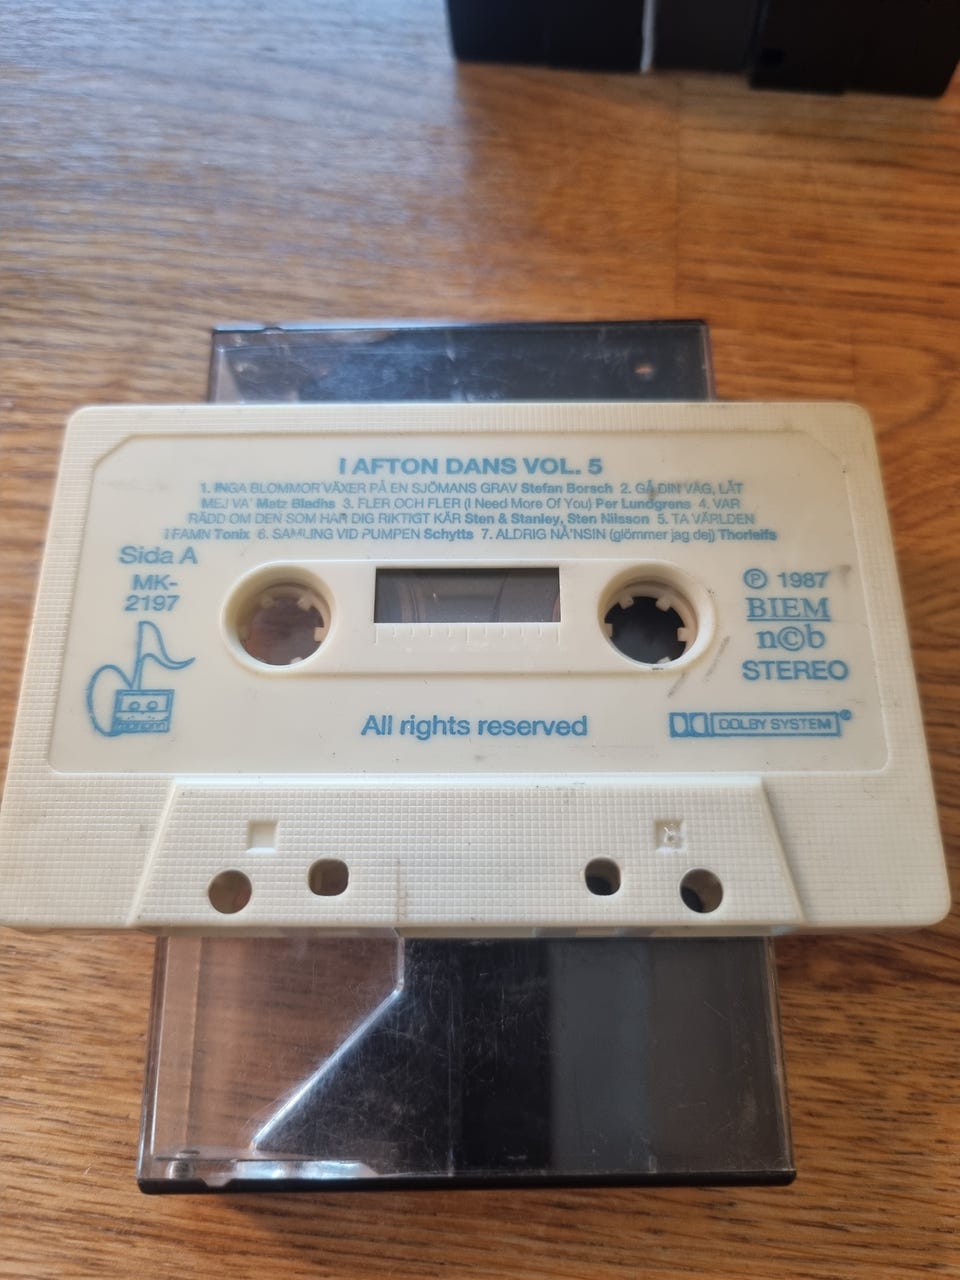 I AFTON DANS VOL. 5
1. INGA BLOMMOR VÄXER PÅ EN SJÖMANS GRAV Stefan Borsch 2. GÅ DIN VÄG, LÅT
MEJ VA' Matz Bladhs 3. FLER OCH FLER (I Need More Of You) Per Lundgrens 4. VAR
RÄDD OM DEN SOM HAR DIG RIKTIGT KÄR Sten & Stanley, Sten Nilsson 5. TA VÄRLDEN
I FAMN Tonix 6. SAMLING VID PUMPEN Schytts 7. ALDRIG NÅ'NSIN (glömmer jag dej) Thorleifs
Sida A
MK-
2197
℗ 1987
BIEM
n©b
STEREO
mariann
All rights reserved
DOLBY SYSTEM®